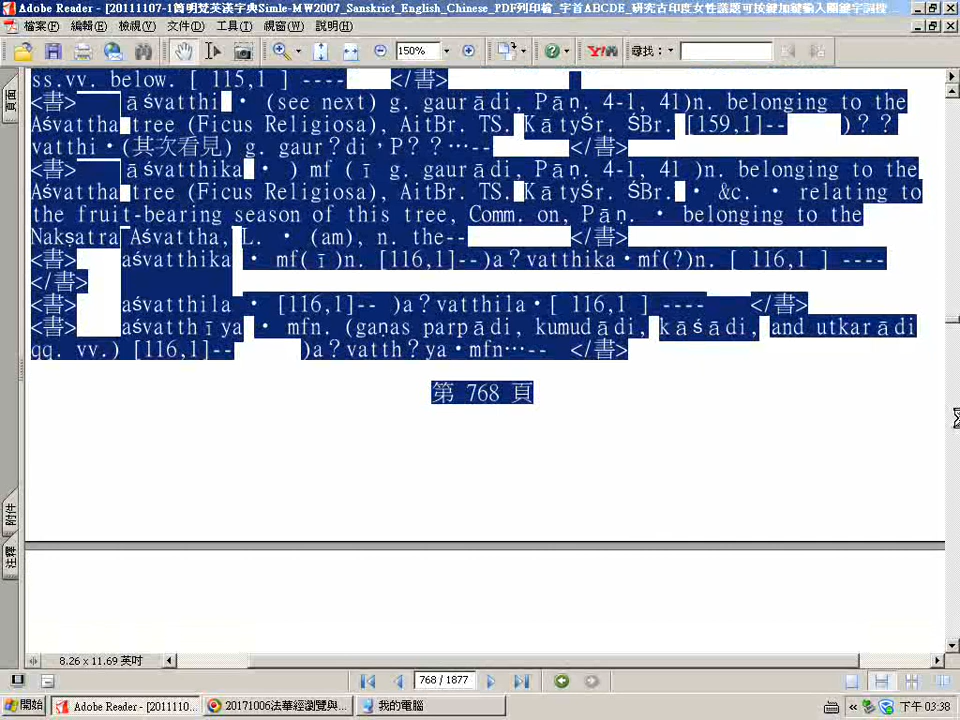 Adobe Reader - [20111107-1簡明梵英漢字典Simle-MW2007_Sanskrict_English_Chinese_PDF列印檔_字首ABCDE_研究古印度女性議題可按鍵加鍵輸入關鍵字詞搜...
檔案(F) 編輯(E) 檢視(V) 文件(D) 工具(T) 視窗(W) 說明(H)
150% Y! 尋找：
頁面
ss.vv. below. [ 115,1 ] ---- </書>
<書> āśvatthi • (see next) g. gaurādi, Pāṇ. 4-1, 41)n. belonging to the
Aśvattha tree (Ficus Religiosa), AitBr. TS. KātyŚr. ŚBr. [159,1]-- )？？
vatthi•(其次看見) g. gaur？di，P？？…-- </書>
<書> āśvatthika • ) mf (ī g. gaurādi, Pāṇ. 4-1, 41 )n. belonging to the
Aśvattha tree (Ficus Religiosa), AitBr. TS. KātyŚr. ŚBr. • &c. • relating to
the fruit-bearing season of this tree, Comm. on, Pāṇ. • belonging to the
Nakṣatra Aśvattha, L. • (am), n. the-- </書>
<書> aśvatthika • mf(ī)n. [116,1]--)a？vatthika•mf(?)n. [ 116,1 ] ----
</書>
<書> aśvatthila • [116,1]-- )a？vatthila•[ 116,1 ] ---- </書>
<書> aśvatthīya • mfn. (gaṇas parpādi, kumudādi, kāśādi, and utkarādi
qq. vv.) [116,1]-- )a？vatth？ya•mfn…-- </書>
第 768 頁
附件
注釋
8.26 x 11.69 英吋
768 / 1877
開始 Adobe Reader - [2011110... 20171006法華經瀏覽與... 我的電腦 下午 03:38